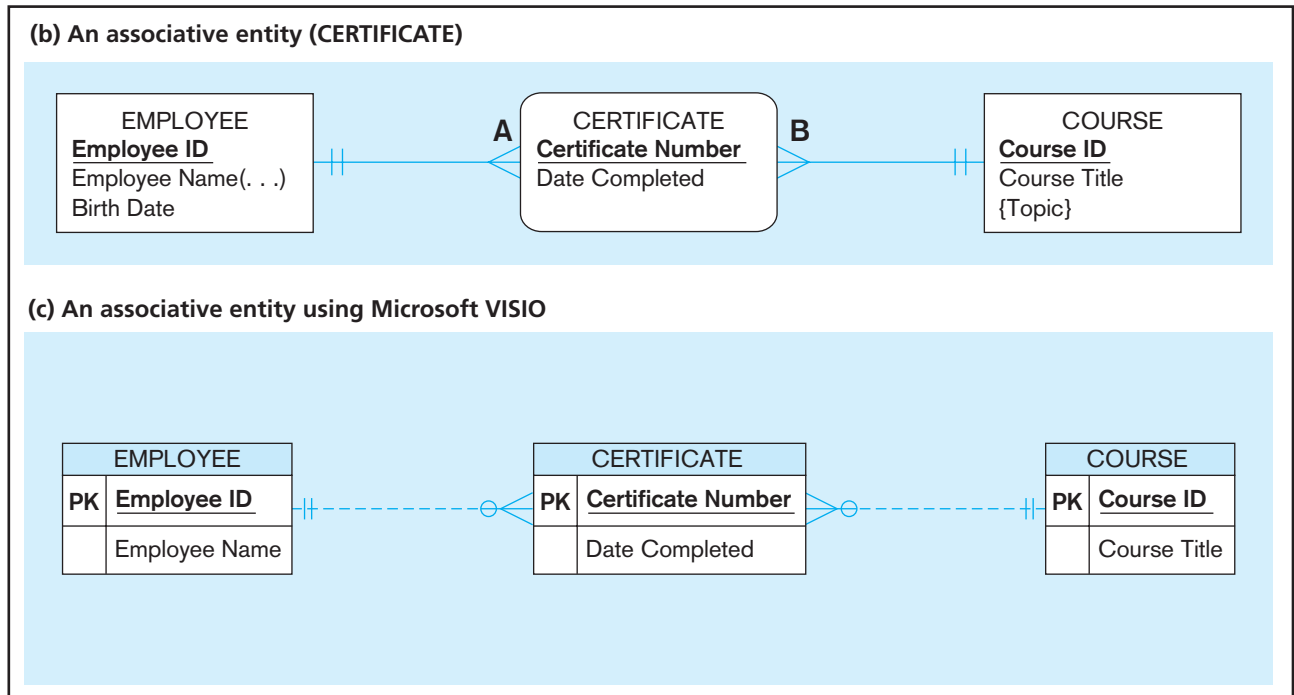 (b) An associative entity (CERTIFICATE)
EMPLOYEE
Employee ID
Employee Name(. . .)
Birth Date
A
CERTIFICATE
Certificate Number
Date Completed
B
COURSE
Course ID
Course Title
{Topic}
(c) An associative entity using Microsoft VISIO
EMPLOYEE
PK Employee ID
Employee Name
CERTIFICATE
PK Certificate Number
Date Completed
COURSE
PK Course ID
Course Title